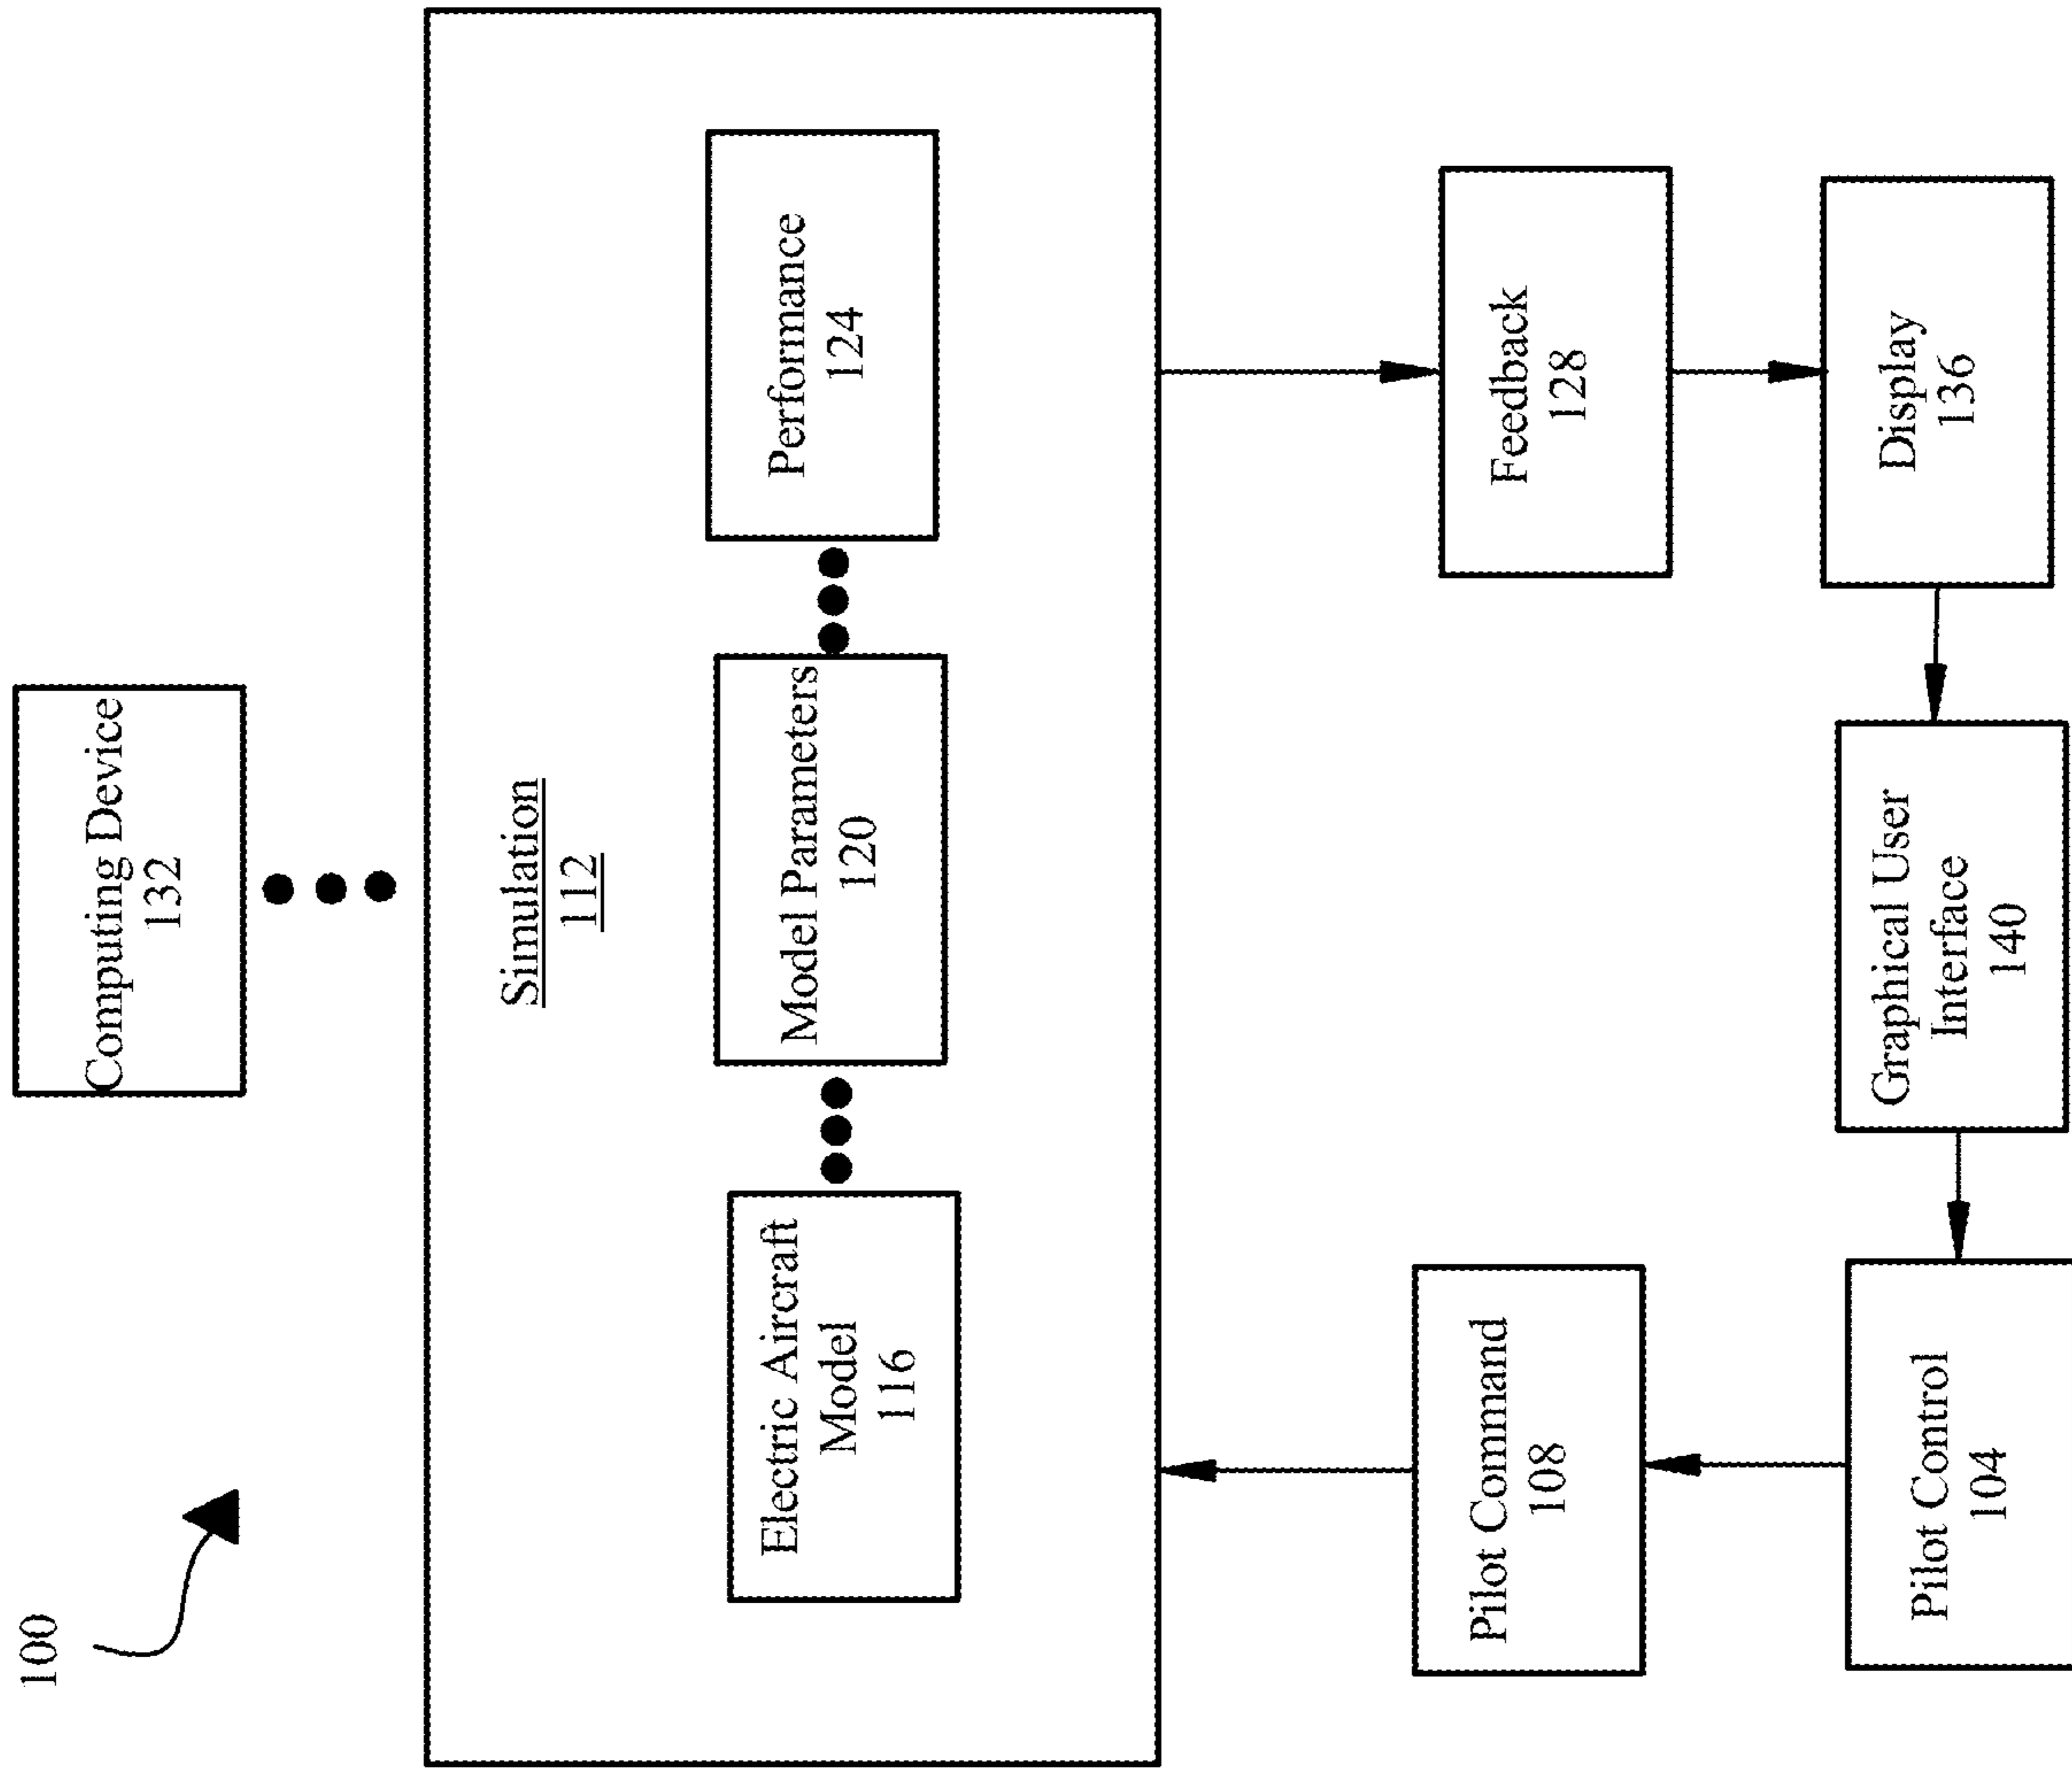 100
Computing Device
132
Simulation
112
Electric Aircraft
Model
116
Model Parameters
120
Perfomance
124
Pilot Command
108
Feedback
128
Pilot Control
104
Graphical User
Interface
140
Display
136